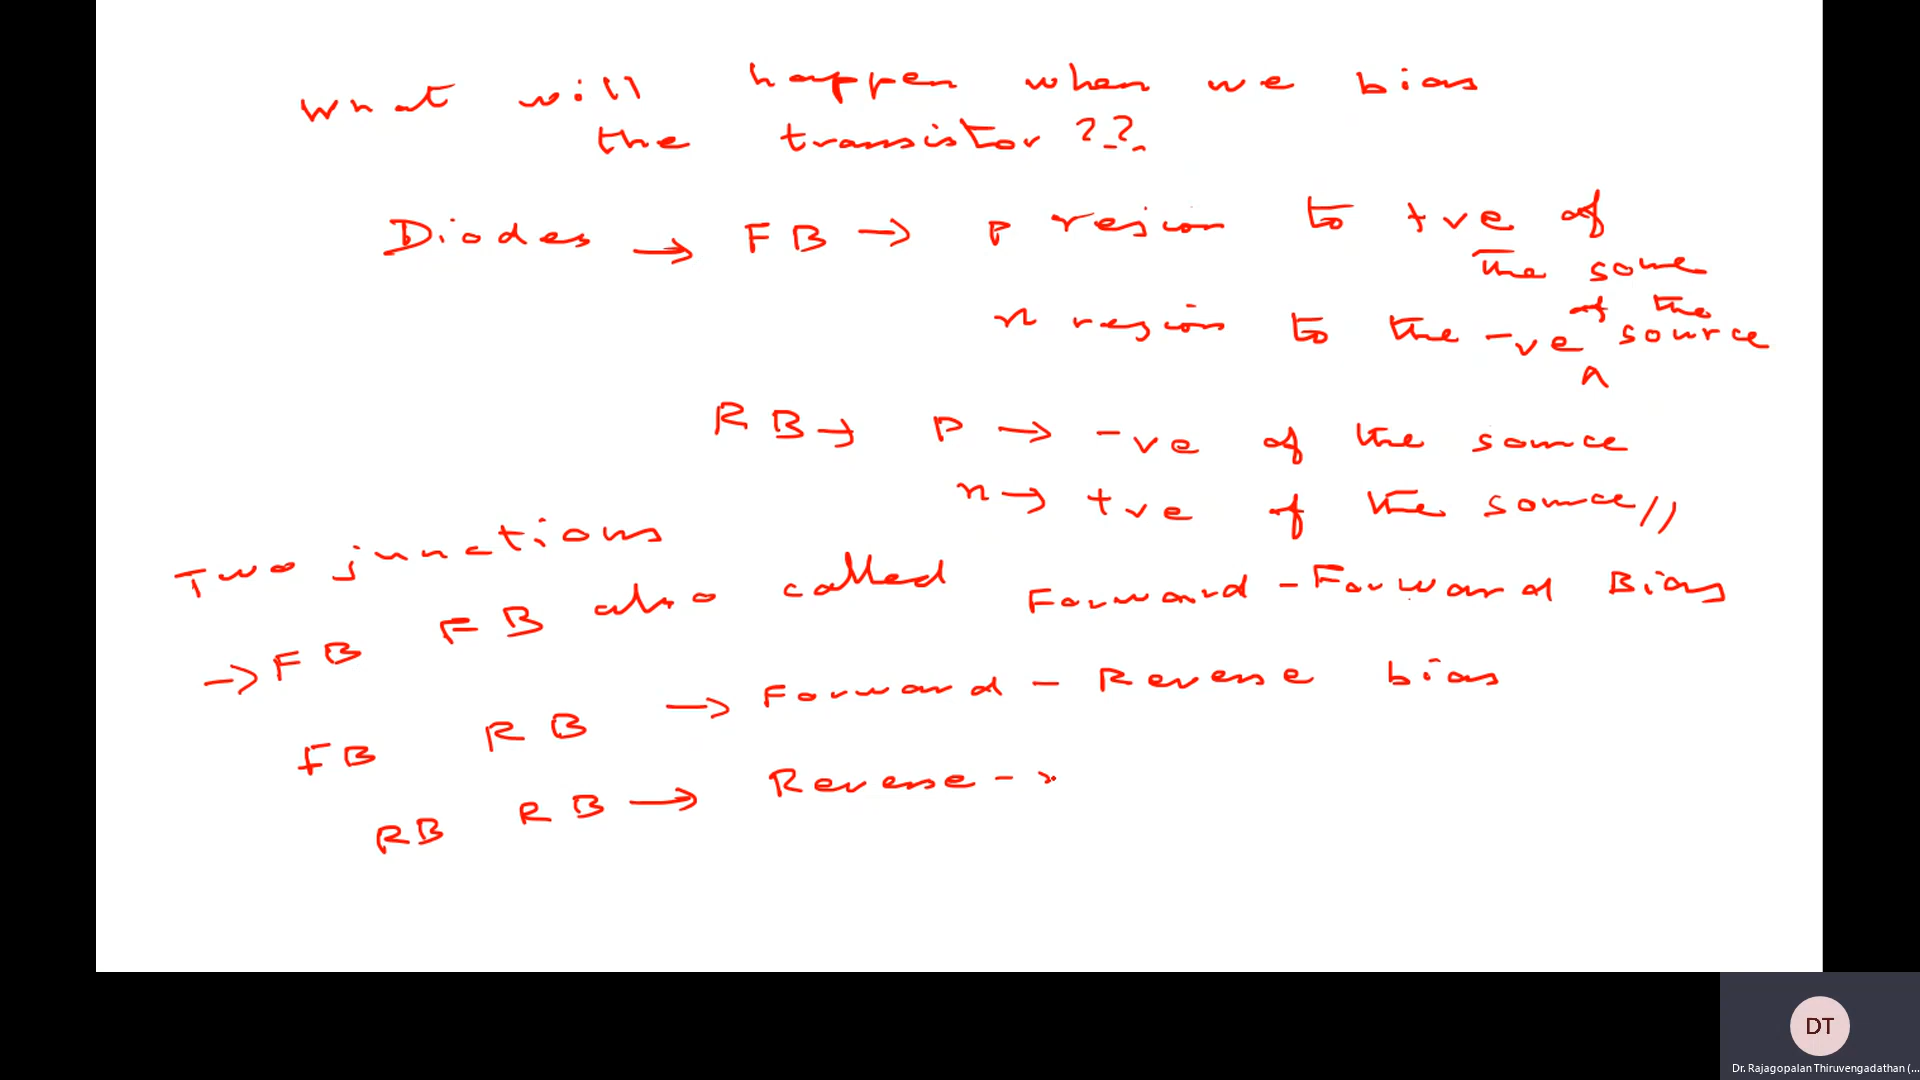 What will happen when we bias
the transistor ??.
Diodes → FB → P region to +ve of
the source
n region to the -ve of the source
RB → P → -ve of the source
n → +ve of the source //
Two junctions
→ FB FB also called Forward - Forward Bias
FB RB → Forward - Reverse bias
RB RB → Reverse -
DT
Dr. Rajagopalan Thiruvengadathan (...